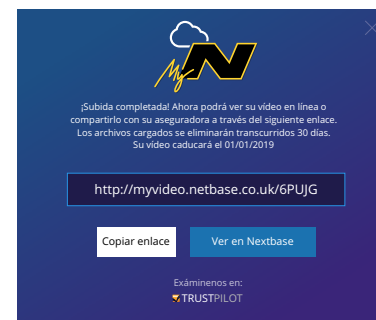 My N
¡Subida completada! Ahora podrá ver su vídeo en línea o
compartirlo con su aseguradora a través del siguiente enlace.
Los archivos cargados se eliminarán transcurridos 30 días.
Su vídeo caducará el 01/01/2019
http://myvideo.netbase.co.uk/6PUJG
Copiar enlace
Ver en Nextbase
Exámínenos en:
TRUSTPILOT